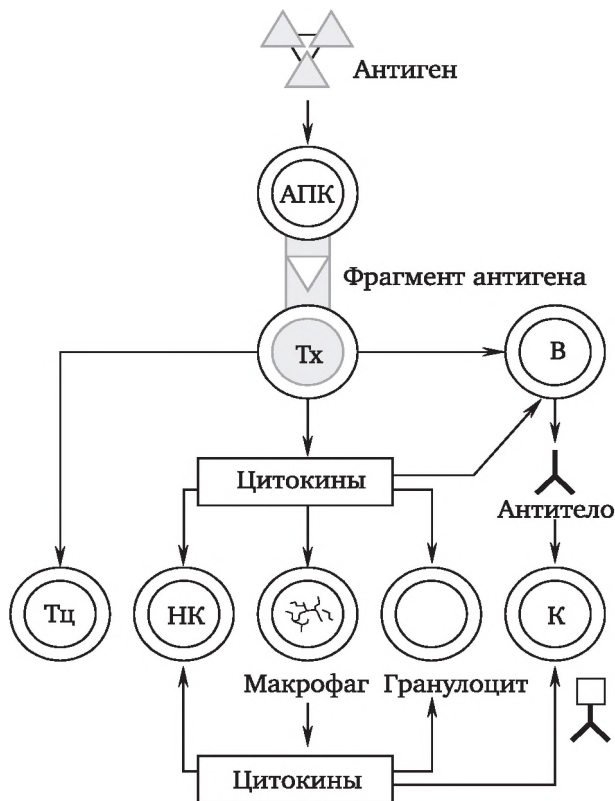 Антиген
АПК
Фрагмент антигена
Тх
В
Цитокины
Антитело
Тц
НК
К
Макрофаг
Гранулоцит
Цитокины